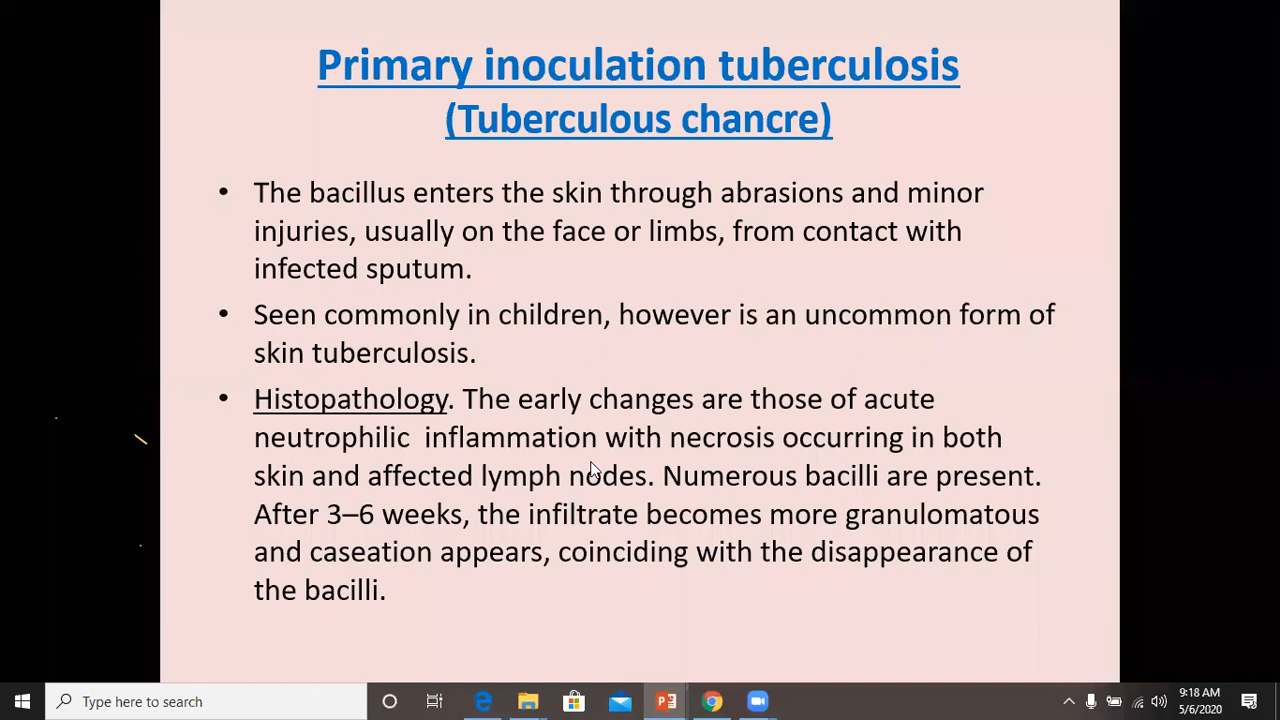 Primary inoculation tuberculosis
(Tuberculous chancre)
• The bacillus enters the skin through abrasions and minor
injuries, usually on the face or limbs, from contact with
infected sputum.
• Seen commonly in children, however is an uncommon form of
skin tuberculosis.
• Histopathology. The early changes are those of acute
neutrophilic  inflammation with necrosis occurring in both
skin and affected lymph nodes. Numerous bacilli are present.
After 3–6 weeks, the infiltrate becomes more granulomatous
and caseation appears, coinciding with the disappearance of
the bacilli.
Type here to search
9:18 AM
5/6/2020